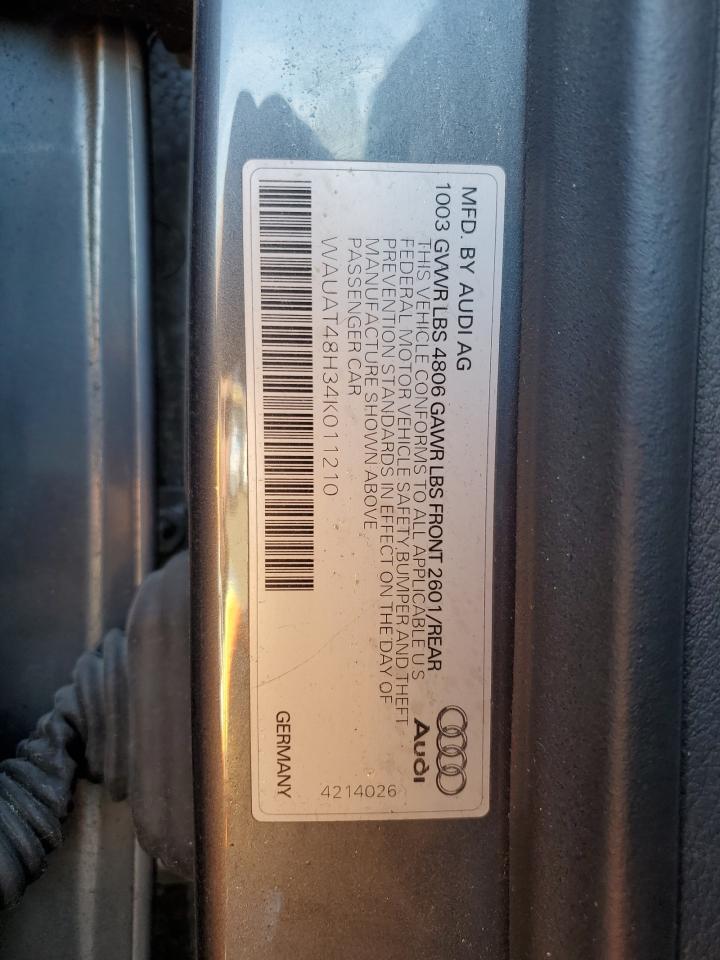 MFD. BY AUDI AG
1003 GVWR LBS 4806 GAWR LBS FRONT 2601/REAR
THIS VEHICLE CONFORMS TO ALL APPLICABLE U S
FEDERAL MOTOR VEHICLE SAFETY,BUMPER AND THEFT
PREVENTION STANDARDS IN EFFECT ON THE DAY OF
MANUFACTURE SHOWN ABOVE
PASSENGER CAR
WAUAT48H34K011210
Audi
4214026
GERMANY